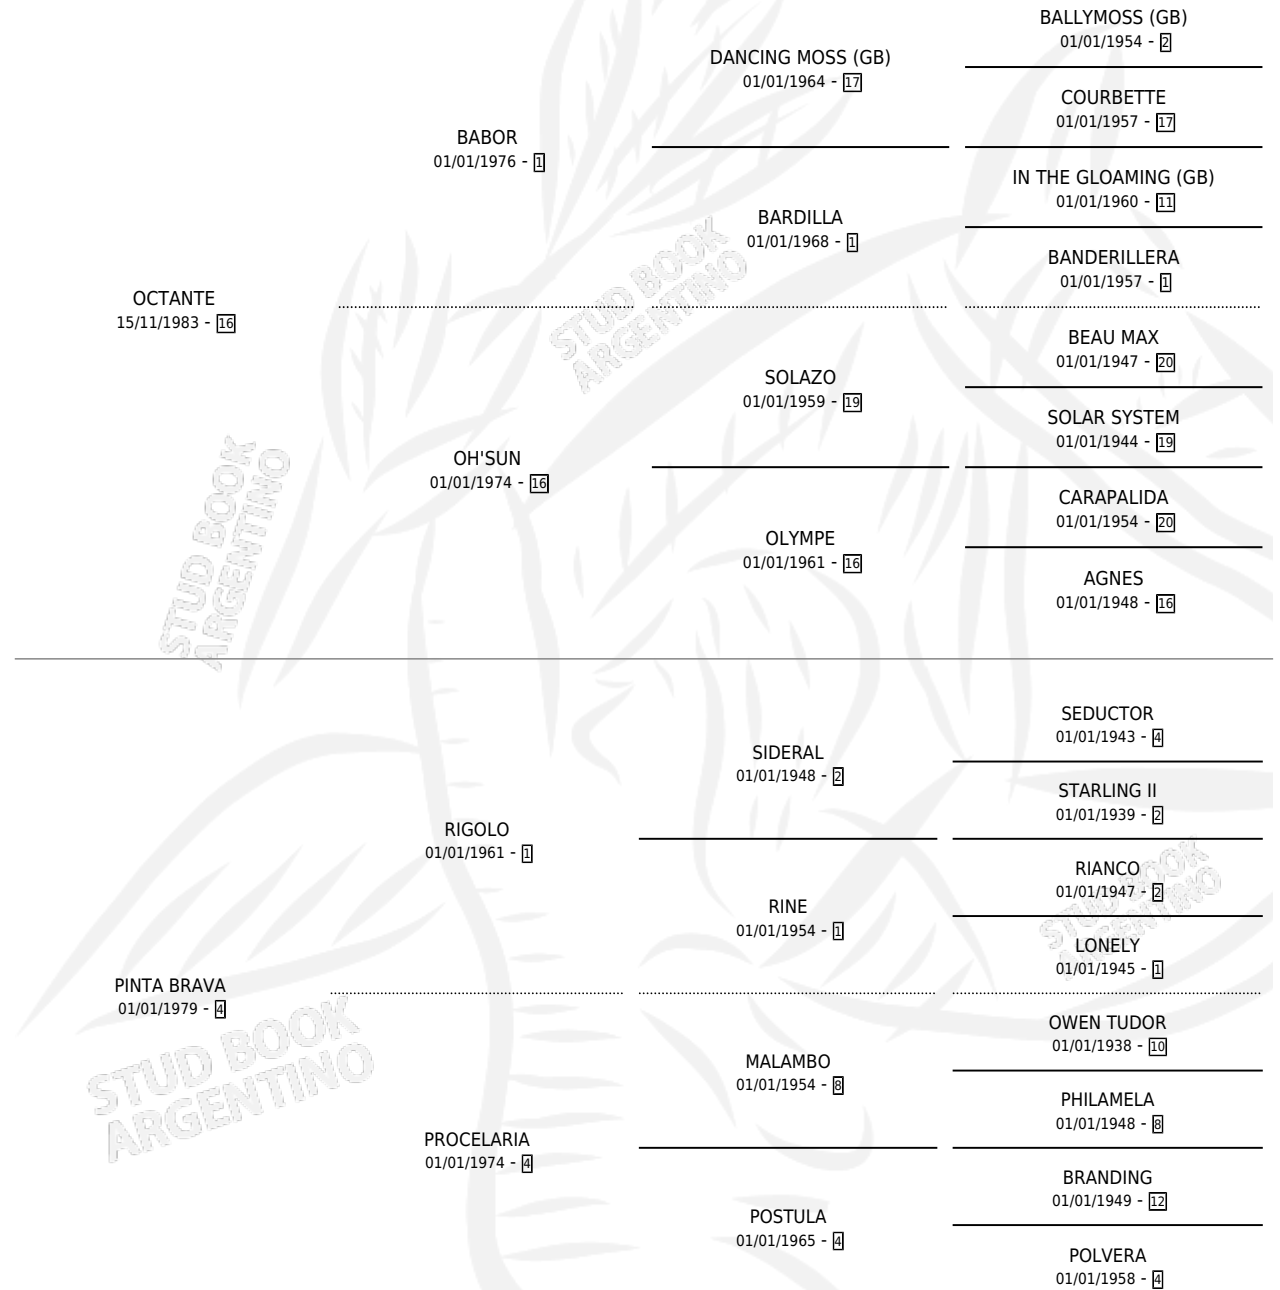 BALLYMOSS (GB)
01/01/1954 - 2
DANCING MOSS (GB)
01/01/1964 - 17
COURBETTE
01/01/1957 - 17
BABOR
01/01/1976 - 1
IN THE GLOAMING (GB)
01/01/1960 - 11
BARDILLA
01/01/1968 - 1
BANDERILLERA
01/01/1957 - 1
OCTANTE
15/11/1983 - 16
BEAU MAX
01/01/1947 - 20
SOLAZO
01/01/1959 - 19
SOLAR SYSTEM
01/01/1944 - 19
OH'SUN
01/01/1974 - 16
CARAPALIDA
01/01/1954 - 20
OLYMPE
01/01/1961 - 16
AGNES
01/01/1948 - 16
SEDUCTOR
01/01/1943 - 4
SIDERAL
01/01/1948 - 2
STARLING II
01/01/1939 - 2
RIGOLO
01/01/1961 - 1
RIANCO
01/01/1947 - 2
RINE
01/01/1954 - 1
LONELY
01/01/1945 - 1
PINTA BRAVA
01/01/1979 - 4
OWEN TUDOR
01/01/1938 - 10
MALAMBO
01/01/1954 - 8
PHILAMELA
01/01/1948 - 8
PROCELARIA
01/01/1974 - 4
BRANDING
01/01/1949 - 12
POSTULA
01/01/1965 - 4
POLVERA
01/01/1958 - 4
STUD BOOK
ARGENTINO
STUD BOOK
ARGENTINO
STUD BOOK
ARGENTINO
STUD BOOK
ARGENTINO